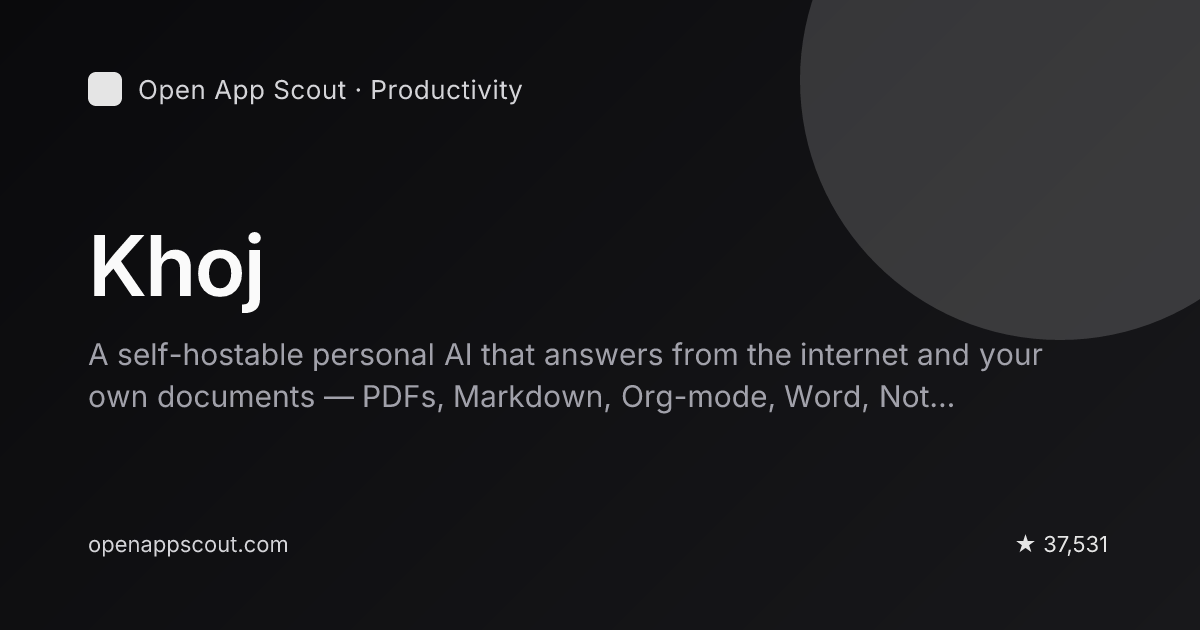 Open App Scout · Productivity
Khoj
A self-hostable personal AI that answers from the internet and your
own documents — PDFs, Markdown, Org-mode, Word, Not...
openappscout.com
★ 37,531